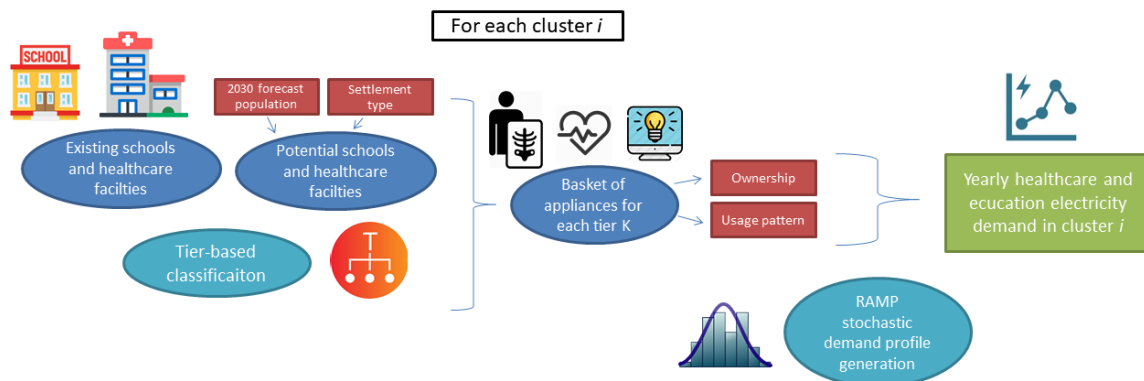 For each cluster i
SCHOOL
2030 forecast
population
Settlement
type
Existing schools
and healthcare
facilties
Potential schools
and healthcare
facilties
Tier-based
classificaiton
T
Basket of
appliances for
each tier K
Ownership
Usage pattern
RAMP
stochastic
demand profile
generation
Yearly healthcare and
ecucation electricity
demand in cluster i